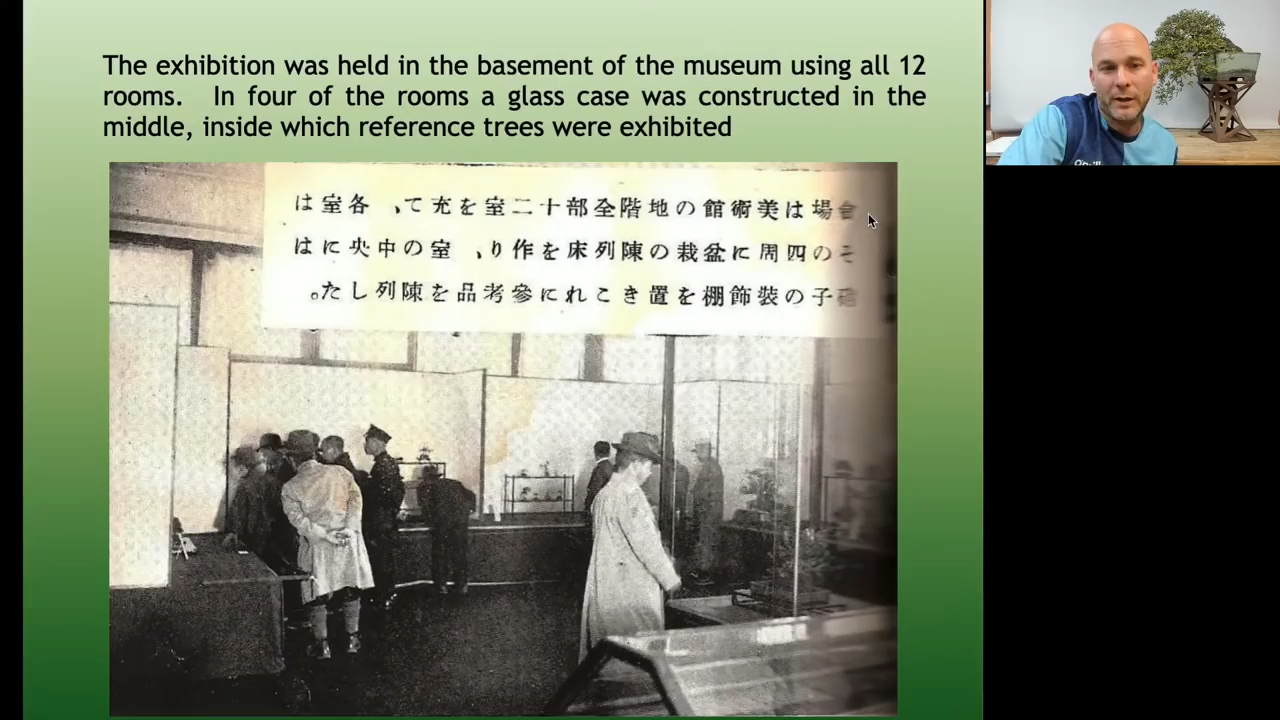 The exhibition was held in the basement of the museum using all 12
rooms. In four of the rooms a glass case was constructed in the
middle, inside which reference trees were exhibited
會場は美術館の地階全部十二室を充て、各室は
その四周に盆栽の陳列床を作り、室の中央には
硝子の装飾棚を置きこれに參考品を陳列した。